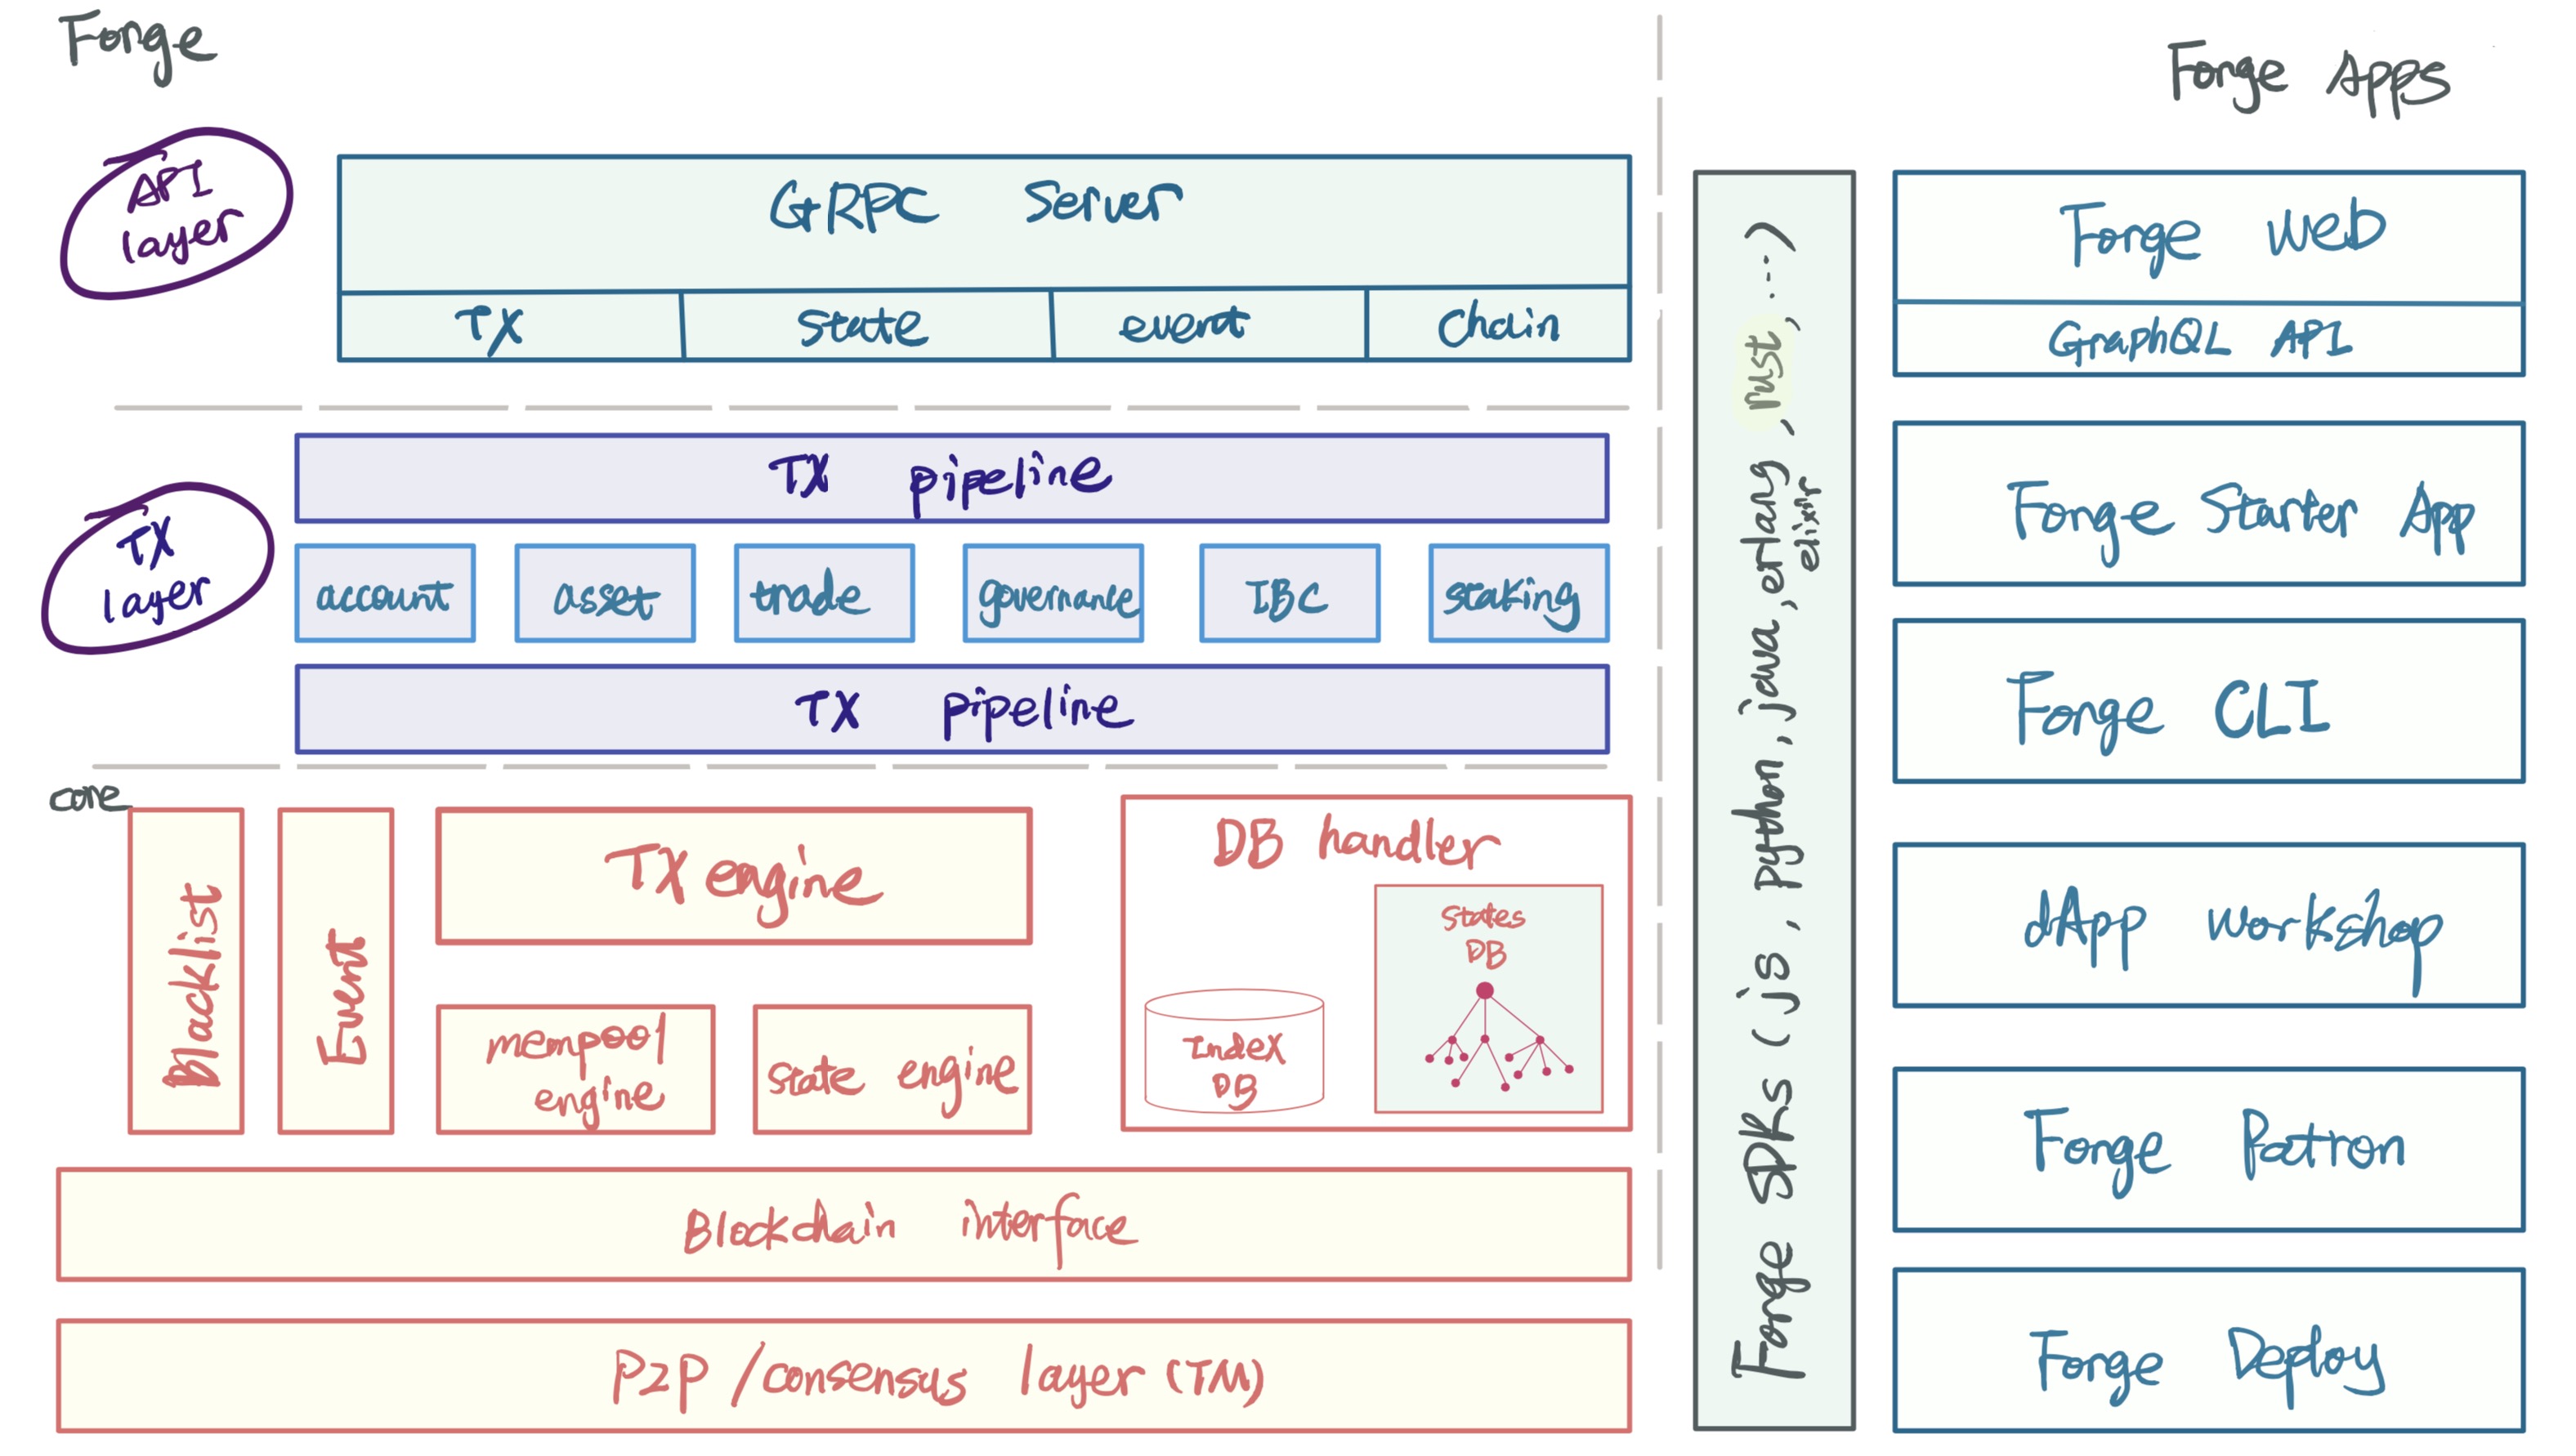 Forge
Forge Apps
API
layer
GRPC Server
TX
state
event
Chain
TX
layer
TX pipeline
account
asset
trade
governance
IBC
staking
TX pipeline
core
Blacklist
Event
TX engine
mempool
engine
state engine
DB handler
Index
DB
States
DB
Blockchain interface
P2P / consensus layer (TM)
Forge SDKs (js, python, java, erlang, rust, ...)
elixir
Forge web
GraphQL API
Forge Starter App
Forge CLI
dApp workshop
Forge Patron
Forge Deploy